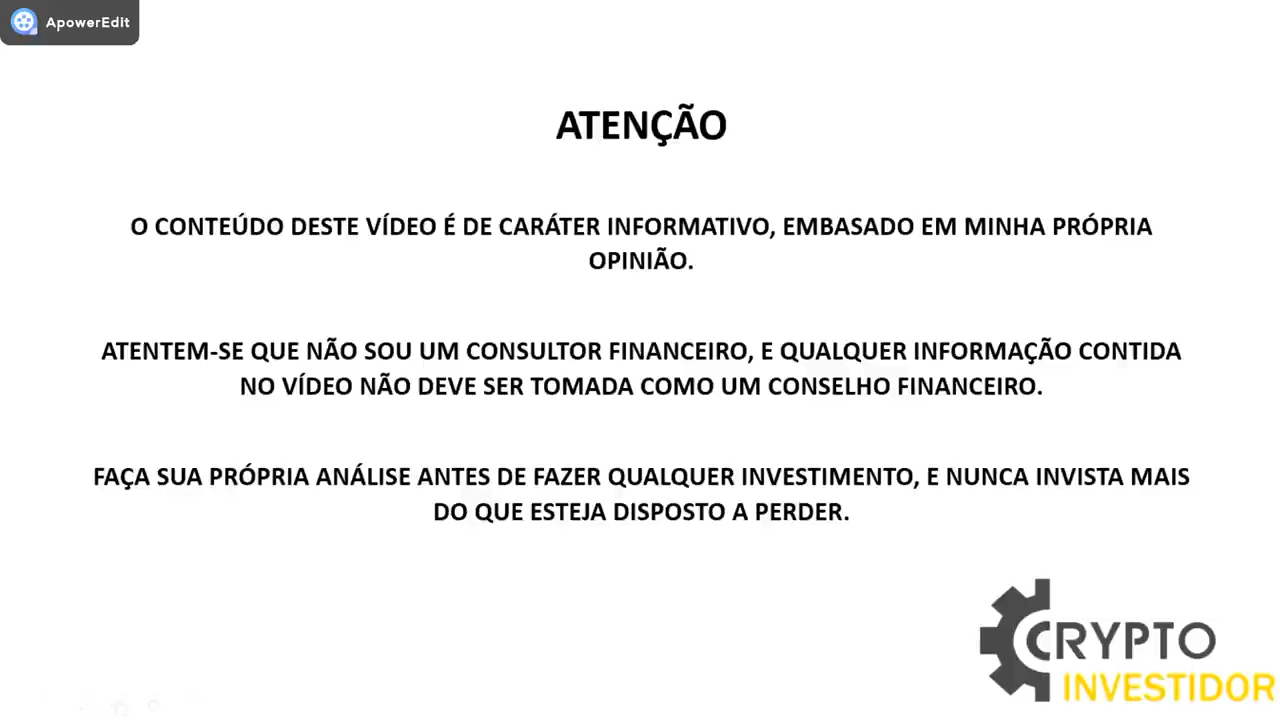 ApowerEdit
ATENÇÃO
O CONTEÚDO DESTE VÍDEO É DE CARÁTER INFORMATIVO, EMBASADO EM MINHA PRÓPRIA
OPINIÃO.
ATENTEM-SE QUE NÃO SOU UM CONSULTOR FINANCEIRO, E QUALQUER INFORMAÇÃO CONTIDA
NO VÍDEO NÃO DEVE SER TOMADA COMO UM CONSELHO FINANCEIRO.
FAÇA SUA PRÓPRIA ANÁLISE ANTES DE FAZER QUALQUER INVESTIMENTO, E NUNCA INVISTA MAIS
DO QUE ESTEJA DISPOSTO A PERDER.
CRYPTO
INVESTIDOR